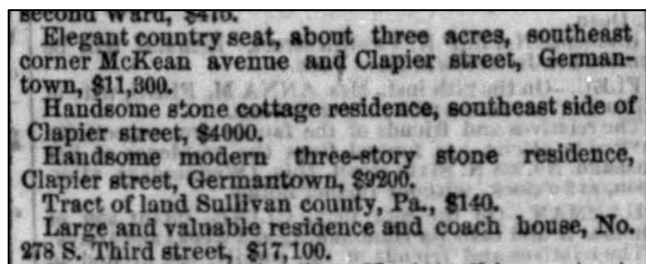 second Ward, $470.
Elegant country seat, about three acres, southeast
corner McKean avenue and Clapier street, German-
town, $11,300.
Handsome stone cottage residence, southeast side of
Clapier street, $4000.
Handsome modern three-story stone residence,
Clapier street, Germantown, $9200.
Tract of land Sullivan county, Pa., $140.
Large and valuable residence and coach house, No.
278 S. Third street, $17,100.